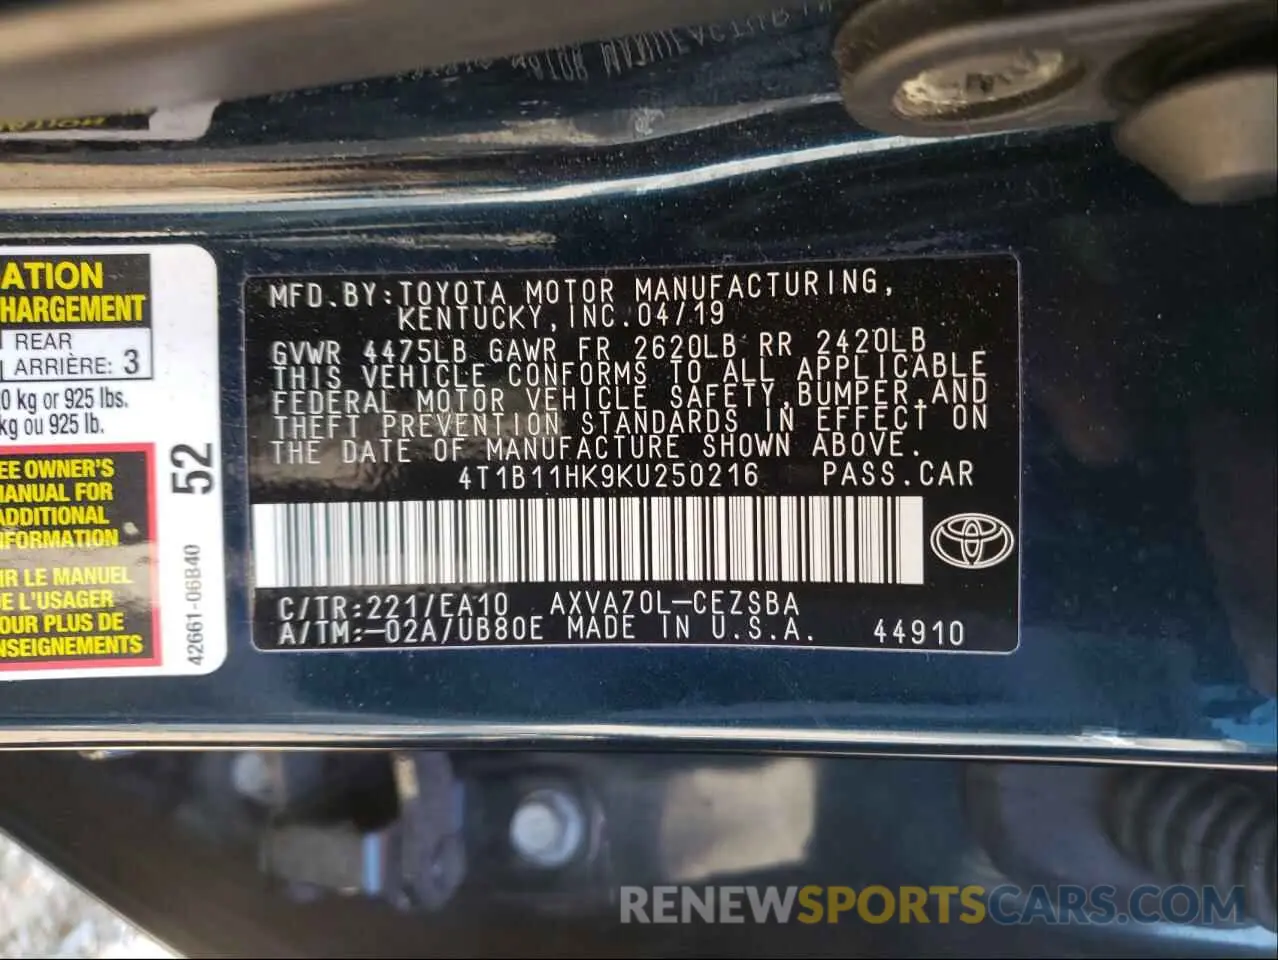 ATION
HARGEMENT
REAR
ARRIÈRE: 3
0 kg or 925 lbs.
kg ou 925 lb.
EE OWNER'S
MANUAL FOR
ADDITIONAL
NFORMATION
IR LE MANUEL
DE L'USAGER
OUR PLUS DE
NSEIGNEMENTS
52
42661-06B40
MFD.BY:TOYOTA MOTOR MANUFACTURING,
KENTUCKY,INC.04/19
GVWR 4475LB GAWR FR 2620LB RR 2420LB
THIS VEHICLE CONFORMS TO ALL APPLICABLE
FEDERAL MOTOR VEHICLE SAFETY,BUMPER,AND
THEFT PREVENTION STANDARDS IN EFFECT ON
THE DATE OF MANUFACTURE SHOWN ABOVE.
4T1B11HK9KU250216 PASS.CAR
C/TR:221/EA10 AXVA70L-CEZSBA
A/TM:-02A/UB80E MADE IN U.S.A. 44910
RENEWSPORTSCARS.COM